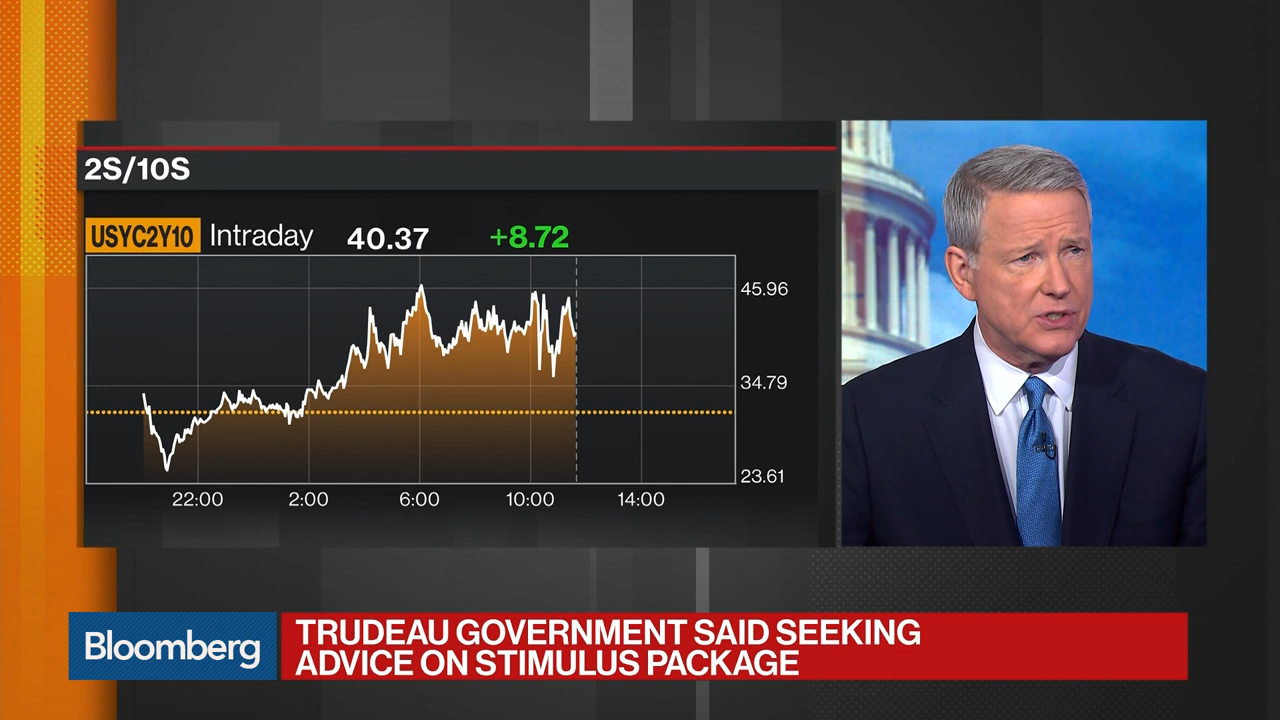 2S/10S
USYC2Y10 Intraday 40.37 +8.72
45.96
34.79
23.61
22:00 2:00 6:00 10:00 14:00
Bloomberg
TRUDEAU GOVERNMENT SAID SEEKING
ADVICE ON STIMULUS PACKAGE